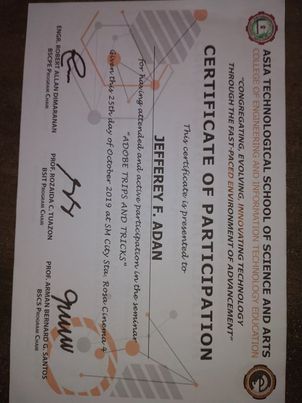 ASIA TECHNOLOGICAL SCHOOL OF SCIENCE AND ARTS
COLLEGE OF ENGINEERING AND INFORMATION TECHNOLOGY EDUCATION
"CONGREGATING, EVOLVING, INNOVATING TECHNOLOGY
THROUGH THE FAST-PACED ENVIRONMENT OF ADVANCEMENT"
CERTIFICATE OF PARTICIPATION
This certificate is presented to
JEFFEREY F. ADAN
for having attended and active participation in the seminar
"ADOBE TRIPS AND TRICKS"
Given this 25th day of October 2019 at SM City Sta. Rosa Cinema 4
ENGR. ROBERT ALLAN DIMARANAN
BSCPE PROGRAM CHAIR
PROF. ROZAIDA C. TUAZON
BSIT PROGRAM CHAIR
PROF. ARMAN BERNARD G. SANTOS
BSCS PROGRAM CHAIR